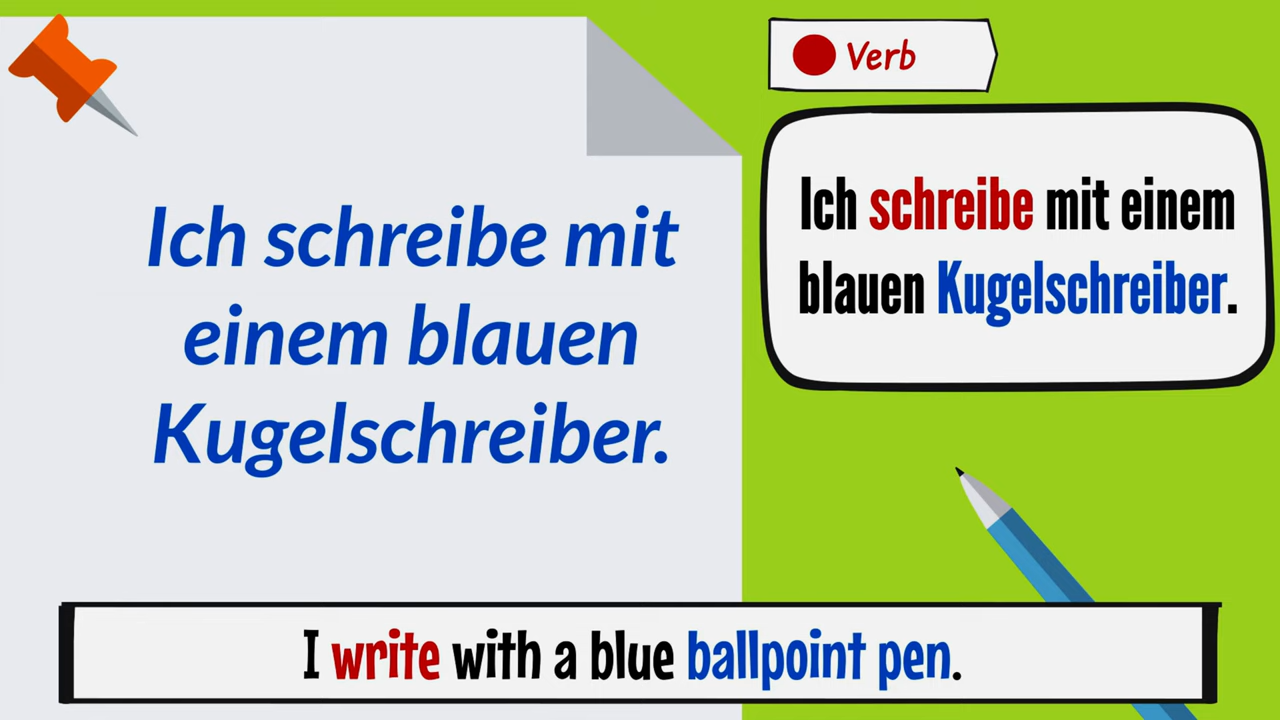 Ich schreibe mit
einem blauen
Kugelschreiber.
Verb
Ich schreibe mit einem
blauen Kugelschreiber.
I write with a blue ballpoint pen.